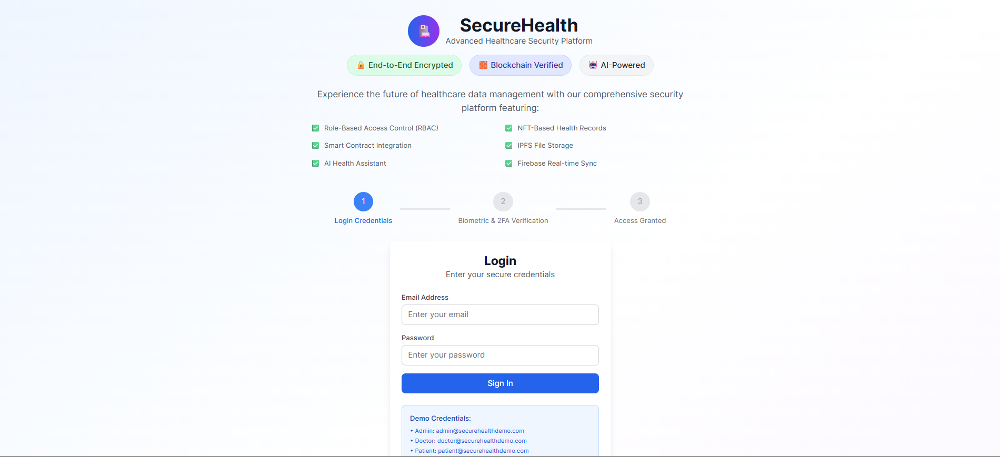 SecureHealth
Advanced Healthcare Security Platform
End-to-End Encrypted
Blockchain Verified
AI-Powered
Experience the future of healthcare data management with our comprehensive security
platform featuring:
Role-Based Access Control (RBAC)
NFT-Based Health Records
Smart Contract Integration
IPFS File Storage
AI Health Assistant
Firebase Real-time Sync
1
Login Credentials
2
Biometric & 2FA Verification
3
Access Granted
Login
Enter your secure credentials
Email Address
Enter your email
Password
Enter your password
Sign In
Demo Credentials:
• Admin: admin@securehealthdemo.com
• Doctor: doctor@securehealthdemo.com
• Patient: patient@securehealthdemo.com